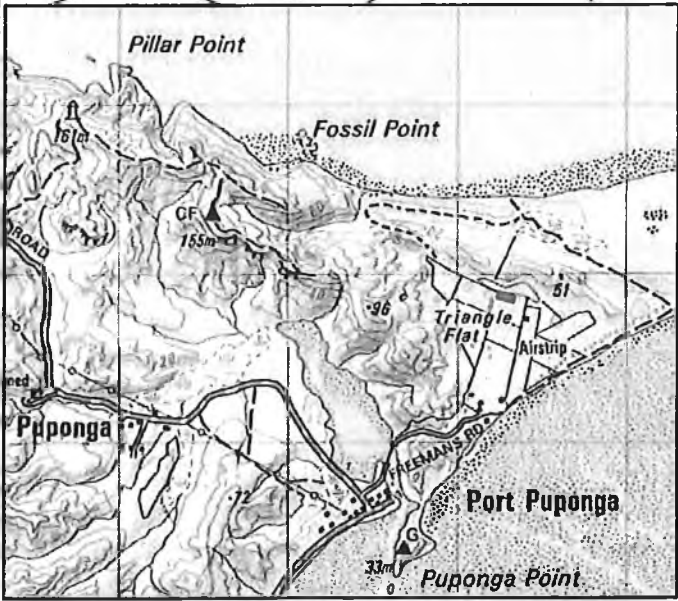 Pillar Point
Fossil Point
ROAD
CF
155m
51
96
Triangle
Flat
Airstrip
Puponga
FREEMANS RD
72
Port Puponga
G
33m
Puponga Point